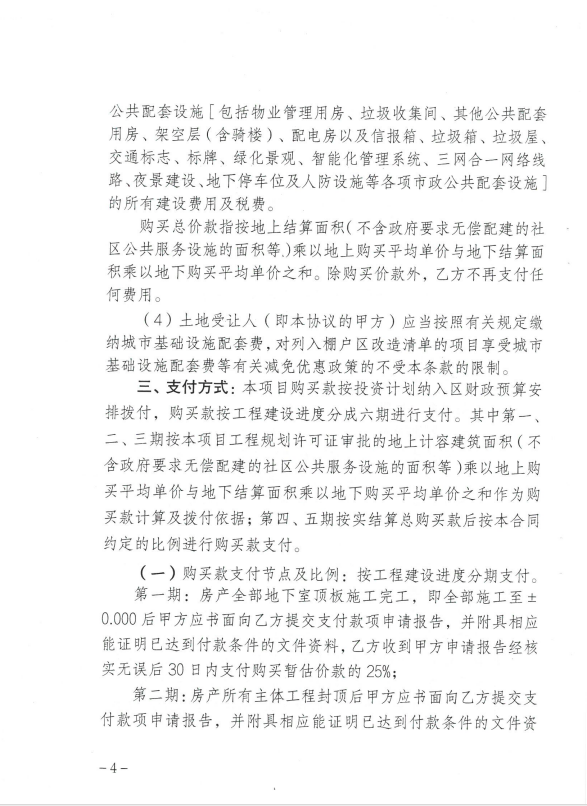 公共配套设施[包括物业管理用房、垃圾收集间、其他公共配套
用房、架空层(含骑楼)、配电房以及信报箱、垃圾箱、垃圾屋、
交通标志、标牌、绿化景观、智能化管理系统、三网合一网络线
路、夜景建设、地下停车位及人防设施等各项市政公共配套设施]
的所有建设费用及税费。
购买总价款指按地上结算面积(不含政府要求无偿配建的社
区公共服务设施的面积等)乘以地上购买平均单价与地下结算面
积乘以地下购买平均单价之和。除购买价款外，乙方不再支付任
何费用。
(4)土地受让人(即本协议的甲方)应当按照有关规定缴
纳城市基础设施配套费，对列入棚户区改造清单的项目享受城市
基础设施配套费等有关减免优惠政策的不受本条款的限制。
三、支付方式：本项目购买款按投资计划纳入区财政预算安
排拨付，购买款按工程建设进度分成六期进行支付。其中第一、
二、三期按本项目工程规划许可证审批的地上计容建筑面积(不
含政府要求无偿配建的社区公共服务设施的面积等)乘以地上购
买平均单价与地下结算面积乘以地下购买平均单价之和作为购
买款计算及拨付依据；第四、五期按实结算总购买款后按本合同
约定的比例进行购买款支付。
(一)购买款支付节点及比例：按工程建设进度分期支付。
第一期：房产全部地下室顶板施工完工，即全部施工至±
0.000后甲方应书面向乙方提交支付款项申请报告，并附具相应
能证明已达到付款条件的文件资料，乙方收到甲方申请报告经核
实无误后30日内支付购买暂估价款的25%；
第二期：房产所有主体工程封顶后甲方应书面向乙方提交支
付款项申请报告，并附具相应能证明已达到付款条件的文件资
-4-